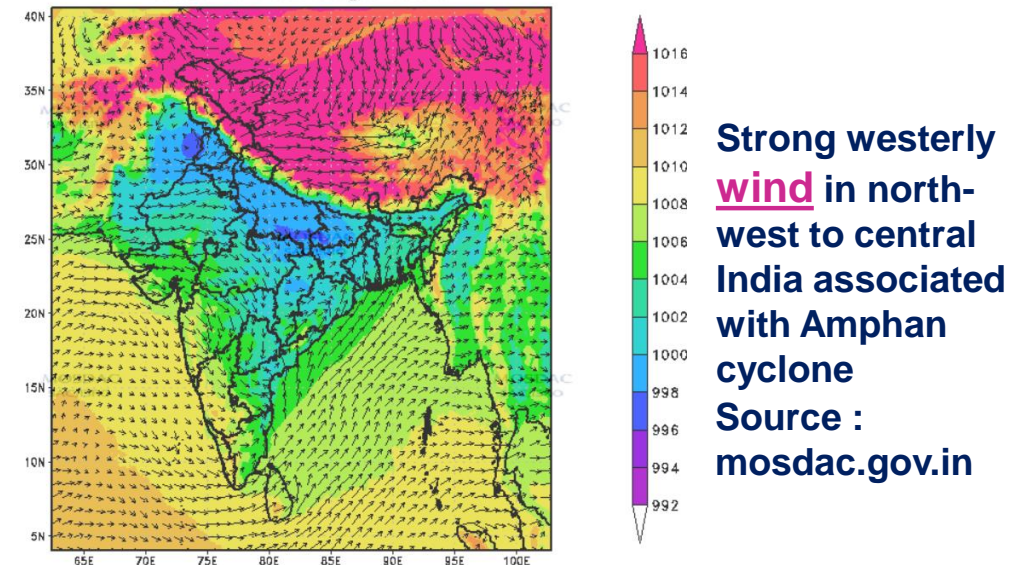 40N
35N
30N
25N
20N
15N
10N
5N
65E 70E 75E 80E 85E 90E 95E 100E
1016
1014
1012
1010
1008
1006
1004
1002
1000
998
996
994
992
Strong westerly
wind in north-
west to central
India associated
with Amphan
cyclone
Source :
mosdac.gov.in